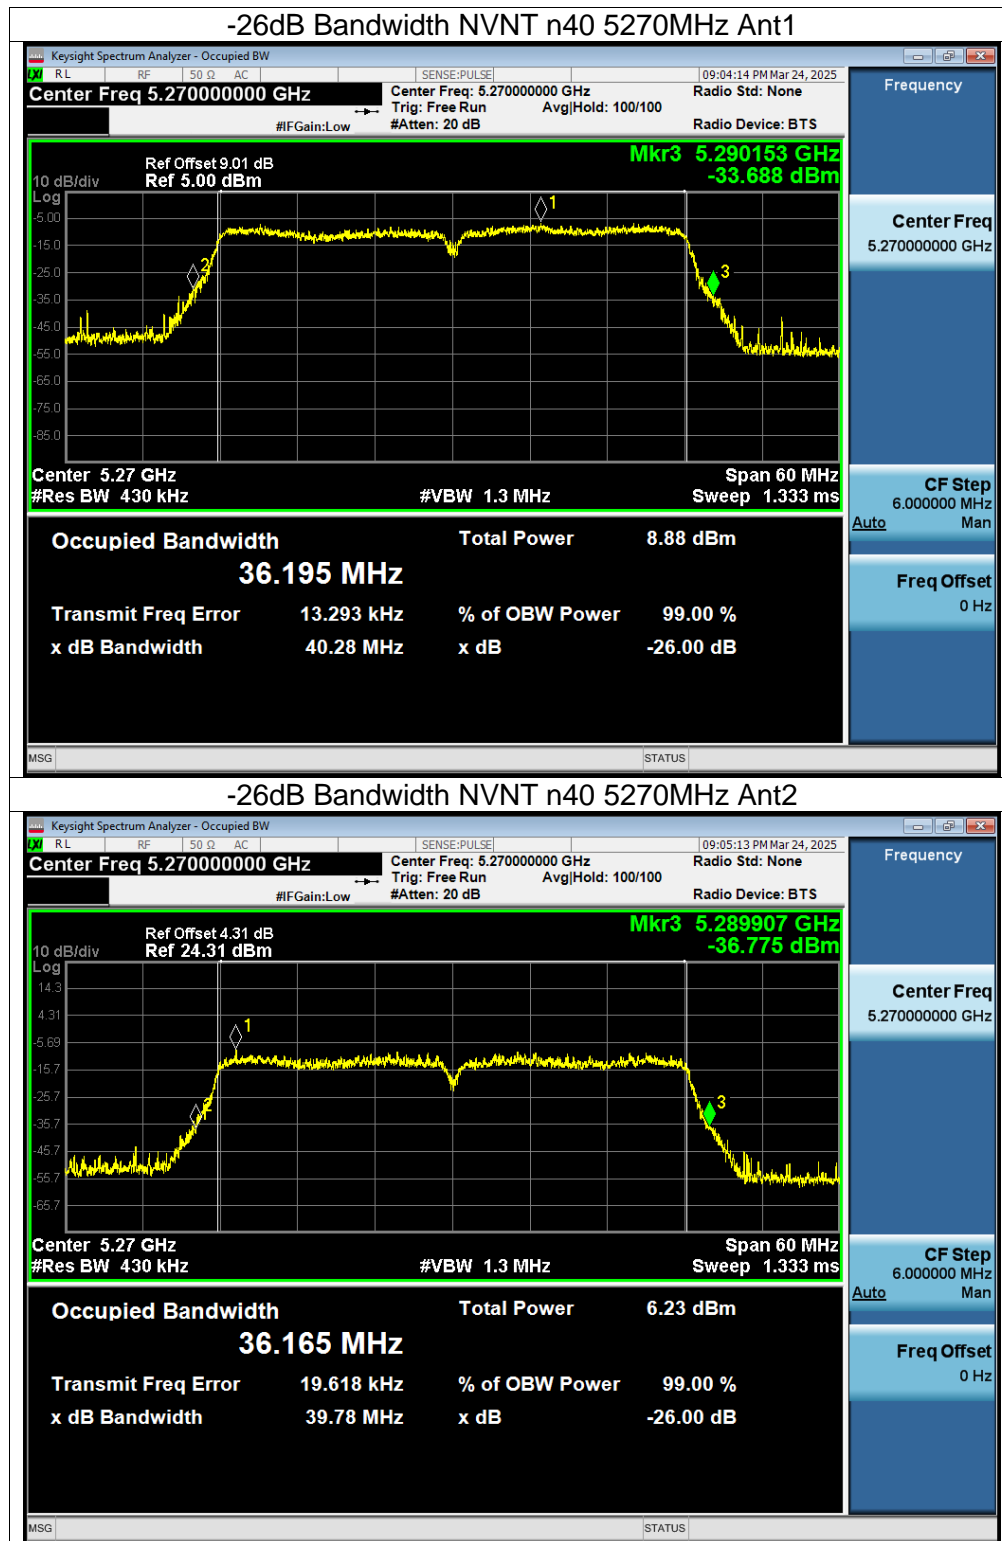 -26dB Bandwidth NVNT n40 5270MHz Ant1
Keysight Spectrum Analyzer - Occupied BW
LXI RL RF 50 Ω AC SENSE:PULSE 09:04:14 PM Mar 24, 2025
Center Freq 5.270000000 GHz
Center Freq: 5.270000000 GHz
Radio Std: None
Trig: Free Run Avg|Hold: 100/100
#IFGain:Low #Atten: 20 dB Radio Device: BTS
Frequency
Mkr3 5.290153 GHz
-33.688 dBm
Ref Offset 9.01 dB
10 dB/div Ref 5.00 dBm
Log
-5.00
-15.0
-25.0
-35.0
-45.0
-55.0
-65.0
-75.0
-85.0
1
2
3
Center 5.27 GHz Span 60 MHz
#Res BW 430 kHz #VBW 1.3 MHz Sweep 1.333 ms
Occupied Bandwidth Total Power 8.88 dBm
36.195 MHz
Transmit Freq Error 13.293 kHz % of OBW Power 99.00 %
x dB Bandwidth 40.28 MHz x dB -26.00 dB
Center Freq
5.270000000 GHz
CF Step
6.000000 MHz
Auto Man
Freq Offset
0 Hz
MSG STATUS
-26dB Bandwidth NVNT n40 5270MHz Ant2
Keysight Spectrum Analyzer - Occupied BW
LXI RL RF 50 Ω AC SENSE:PULSE 09:05:13 PM Mar 24, 2025
Center Freq 5.270000000 GHz
Center Freq: 5.270000000 GHz
Radio Std: None
Trig: Free Run Avg|Hold: 100/100
#IFGain:Low #Atten: 20 dB Radio Device: BTS
Frequency
Mkr3 5.289907 GHz
-36.775 dBm
Ref Offset 4.31 dB
10 dB/div Ref 24.31 dBm
Log
14.3
4.31
-5.69
-15.7
-25.7
-35.7
-45.7
-55.7
-65.7
1
2
3
Center 5.27 GHz Span 60 MHz
#Res BW 430 kHz #VBW 1.3 MHz Sweep 1.333 ms
Occupied Bandwidth Total Power 6.23 dBm
36.165 MHz
Transmit Freq Error 19.618 kHz % of OBW Power 99.00 %
x dB Bandwidth 39.78 MHz x dB -26.00 dB
Center Freq
5.270000000 GHz
CF Step
6.000000 MHz
Auto Man
Freq Offset
0 Hz
MSG STATUS